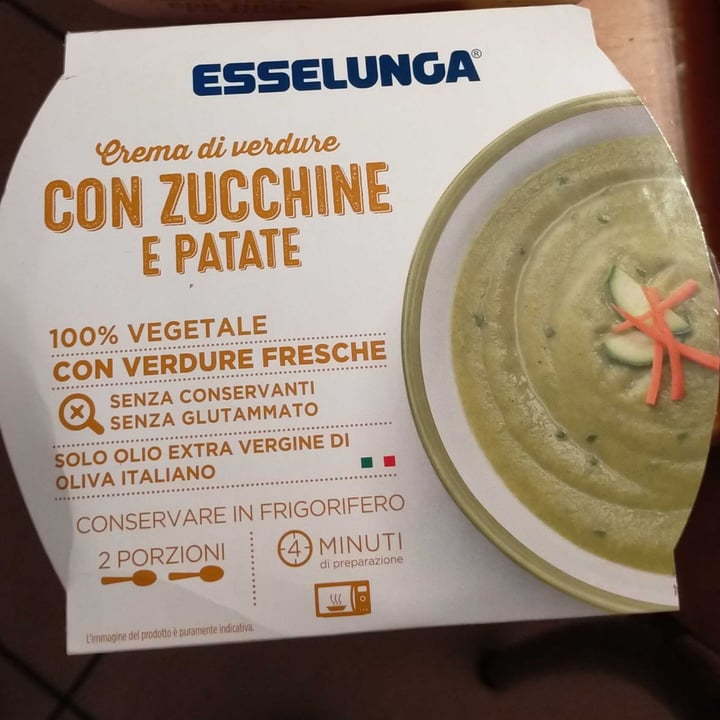 ESSELUNGA®
Crema di verdure
CON ZUCCHINE
E PATATE
100% VEGETALE
CON VERDURE FRESCHE
SENZA CONSERVANTI
SENZA GLUTAMMATO
SOLO OLIO EXTRA VERGINE DI
OLIVA ITALIANO
CONSERVARE IN FRIGORIFERO
2 PORZIONI
4 MINUTI
di preparazione
L'immagine del prodotto è puramente indicativa.